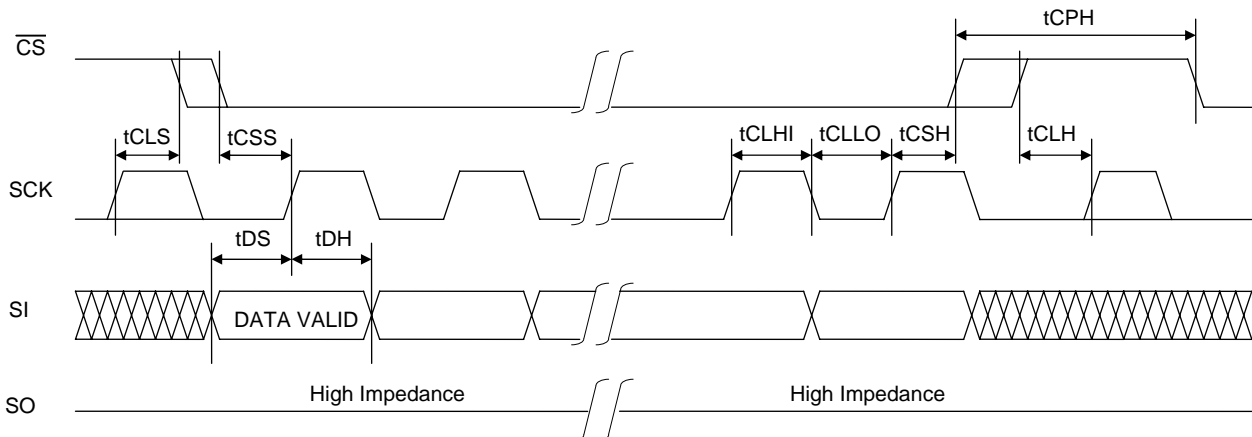 tCPH
CS
tCLS
tCSS
tCLHI
tCLLO
tCSH
tCLH
SCK
tDS
tDH
SI
DATA VALID
High Impedance
High Impedance
SO